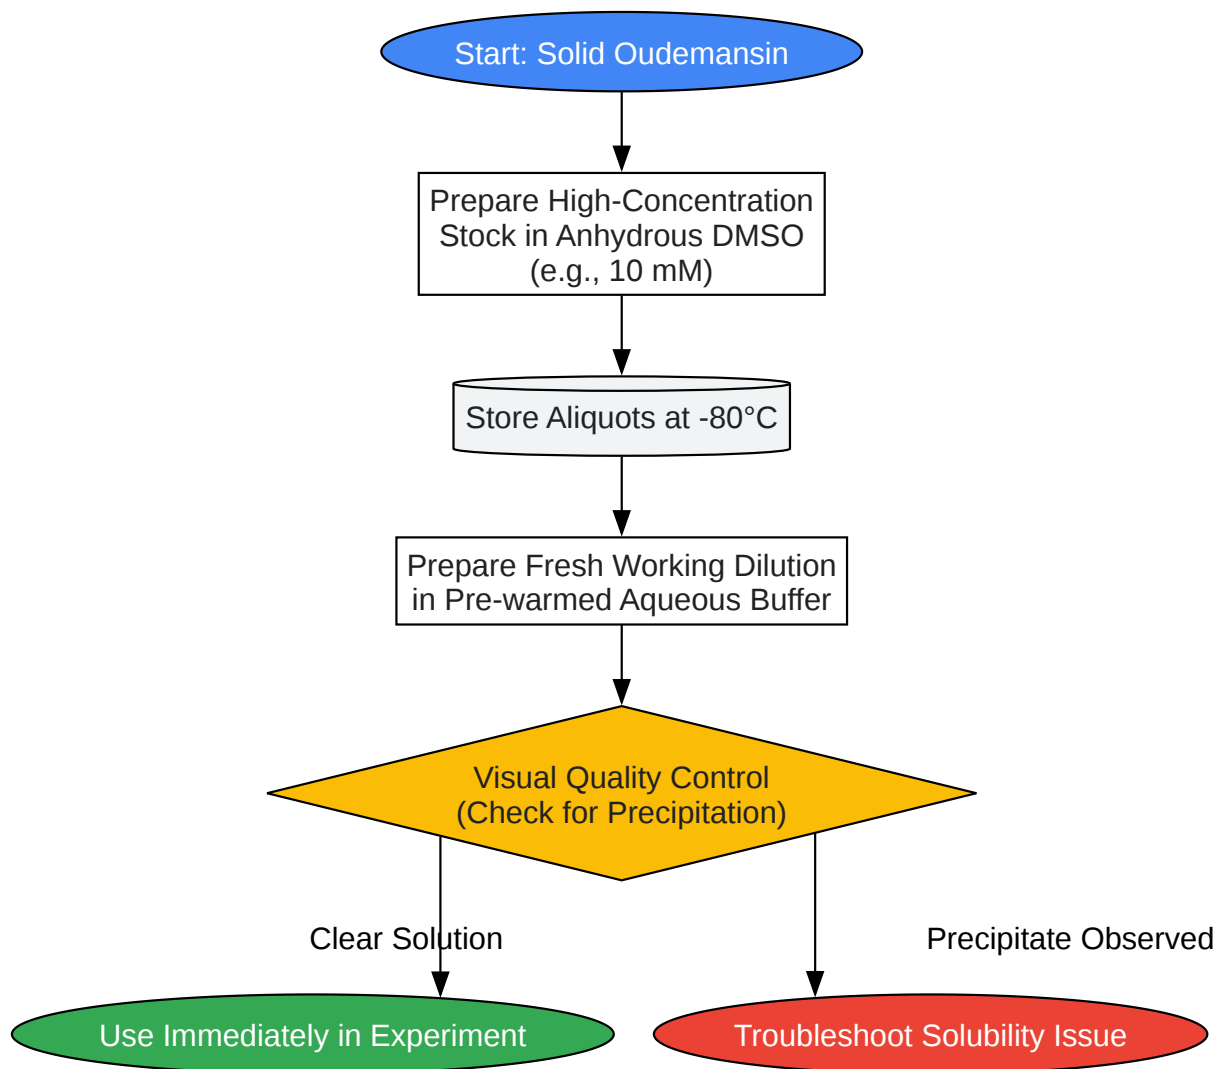 Start: Solid Oudemansin
Prepare High-Concentration
Stock in Anhydrous DMSO
(e.g., 10 mM)
Store Aliquots at -80°C
Prepare Fresh Working Dilution
in Pre-warmed Aqueous Buffer
Visual Quality Control
(Check for Precipitation)
Clear Solution
Precipitate Observed
Use Immediately in Experiment
Troubleshoot Solubility Issue